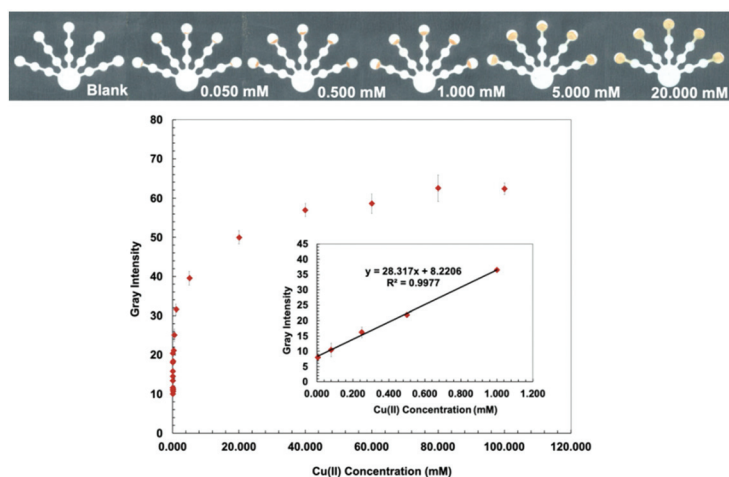 Blank 0.050 mM 0.500 mM 1.000 mM 5.000 mM 20.000 mM
80
70
60
50
40
30
20
10
0
Gray Intensity
0.000 20.000 40.000 60.000 80.000 100.000 120.000
Cu(II) Concentration (mM)
45
40
35
30
25
20
15
10
5
0
Gray Intensity
y = 28.317x + 8.2206
R² = 0.9977
0.000 0.200 0.400 0.600 0.800 1.000 1.200
Cu(II) Concentration (mM)